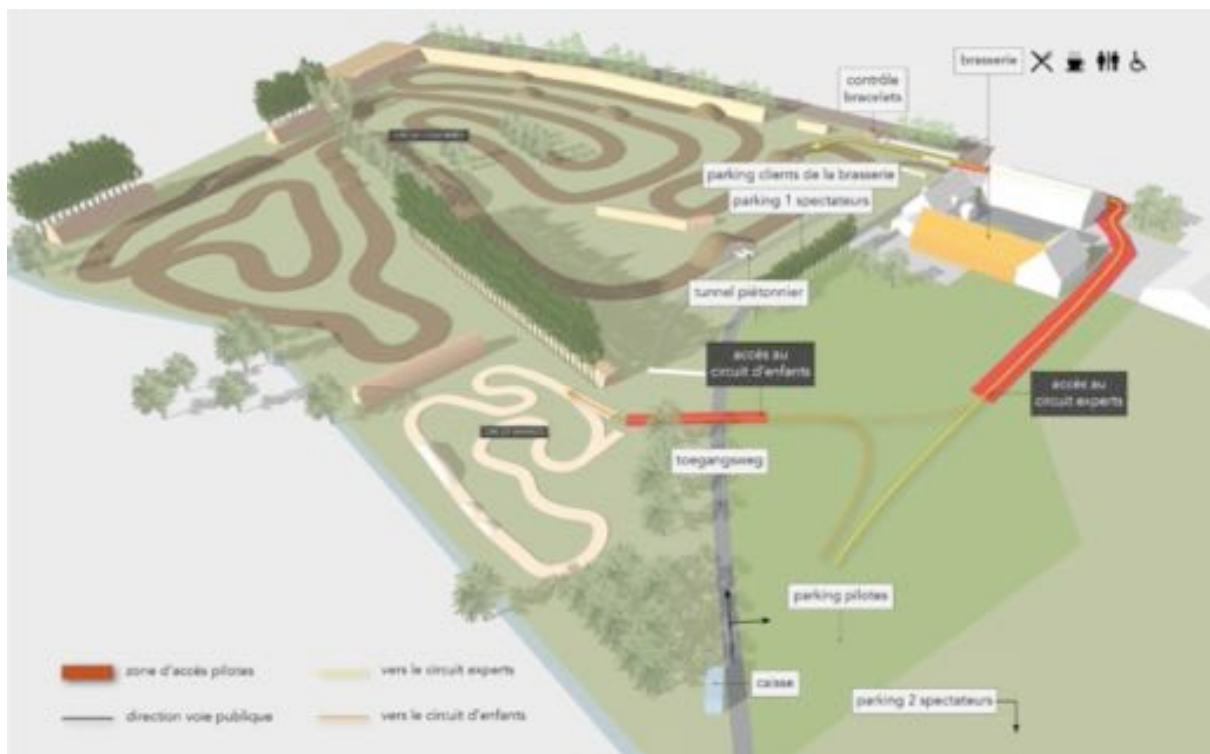 brasserie
contrôle
bracelets
parking clients de la brasserie
parking 1 spectateurs
tunnel piétonnier
accès au
circuit d'enfants
accès au
circuit experts
toegangsweg
parking pilotes
caisse
parking 2 spectateurs
zone d'accès pilotes
vers le circuit experts
direction voie publique
vers le circuit d'enfants